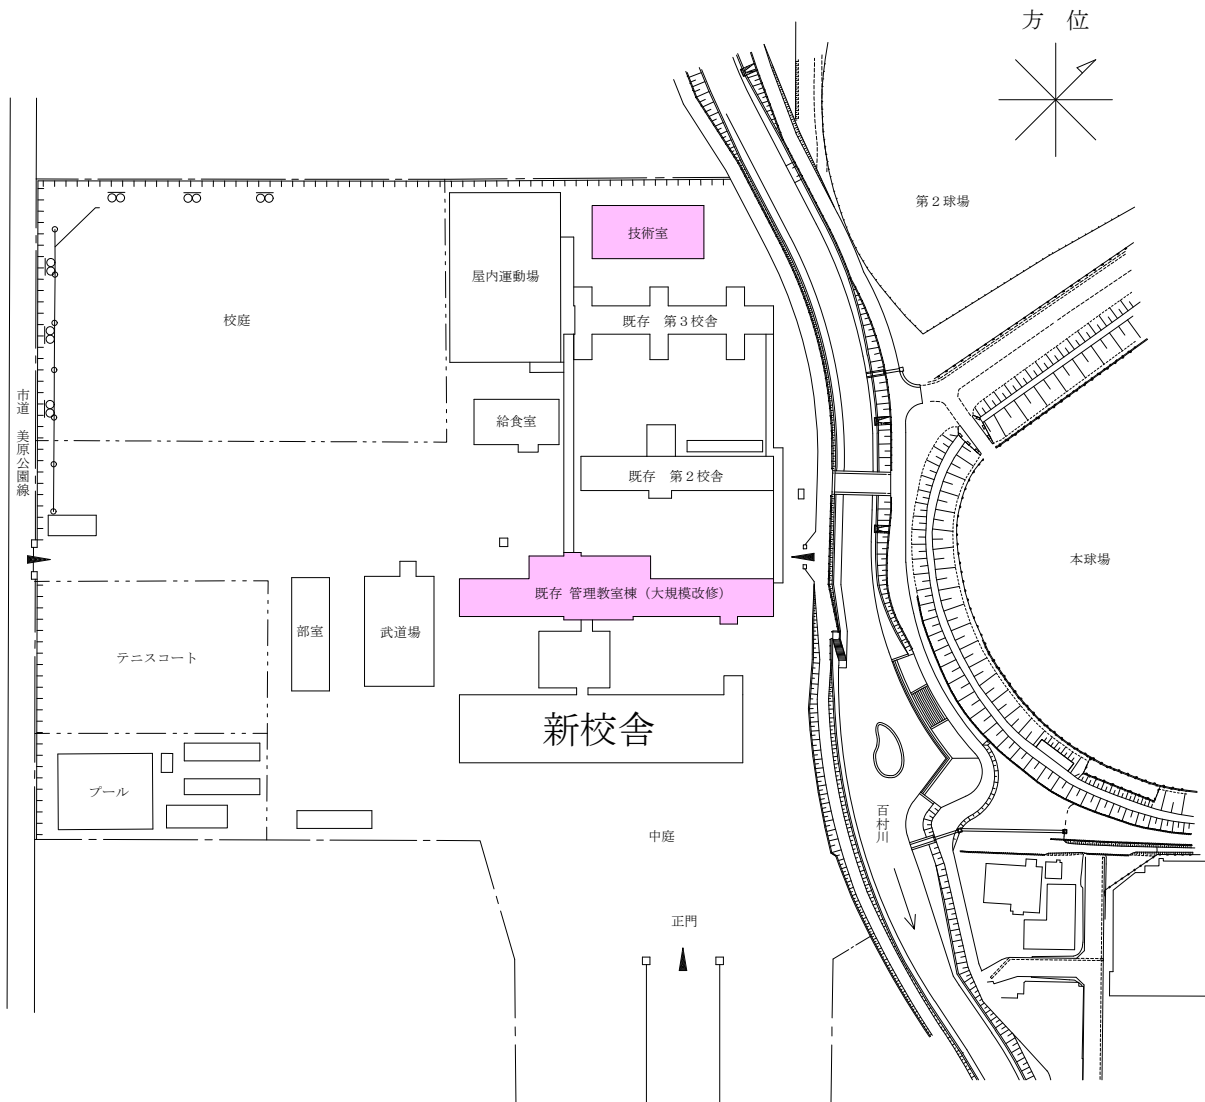 方 位
第２球場
技術室
屋内運動場
既存　第３校舎
校庭
市道　美原公園線
給食室
既存　第２校舎
本球場
既存 管理教室棟（大規模改修）
部室
武道場
テニスコート
新校舎
プール
百村川
中庭
正門